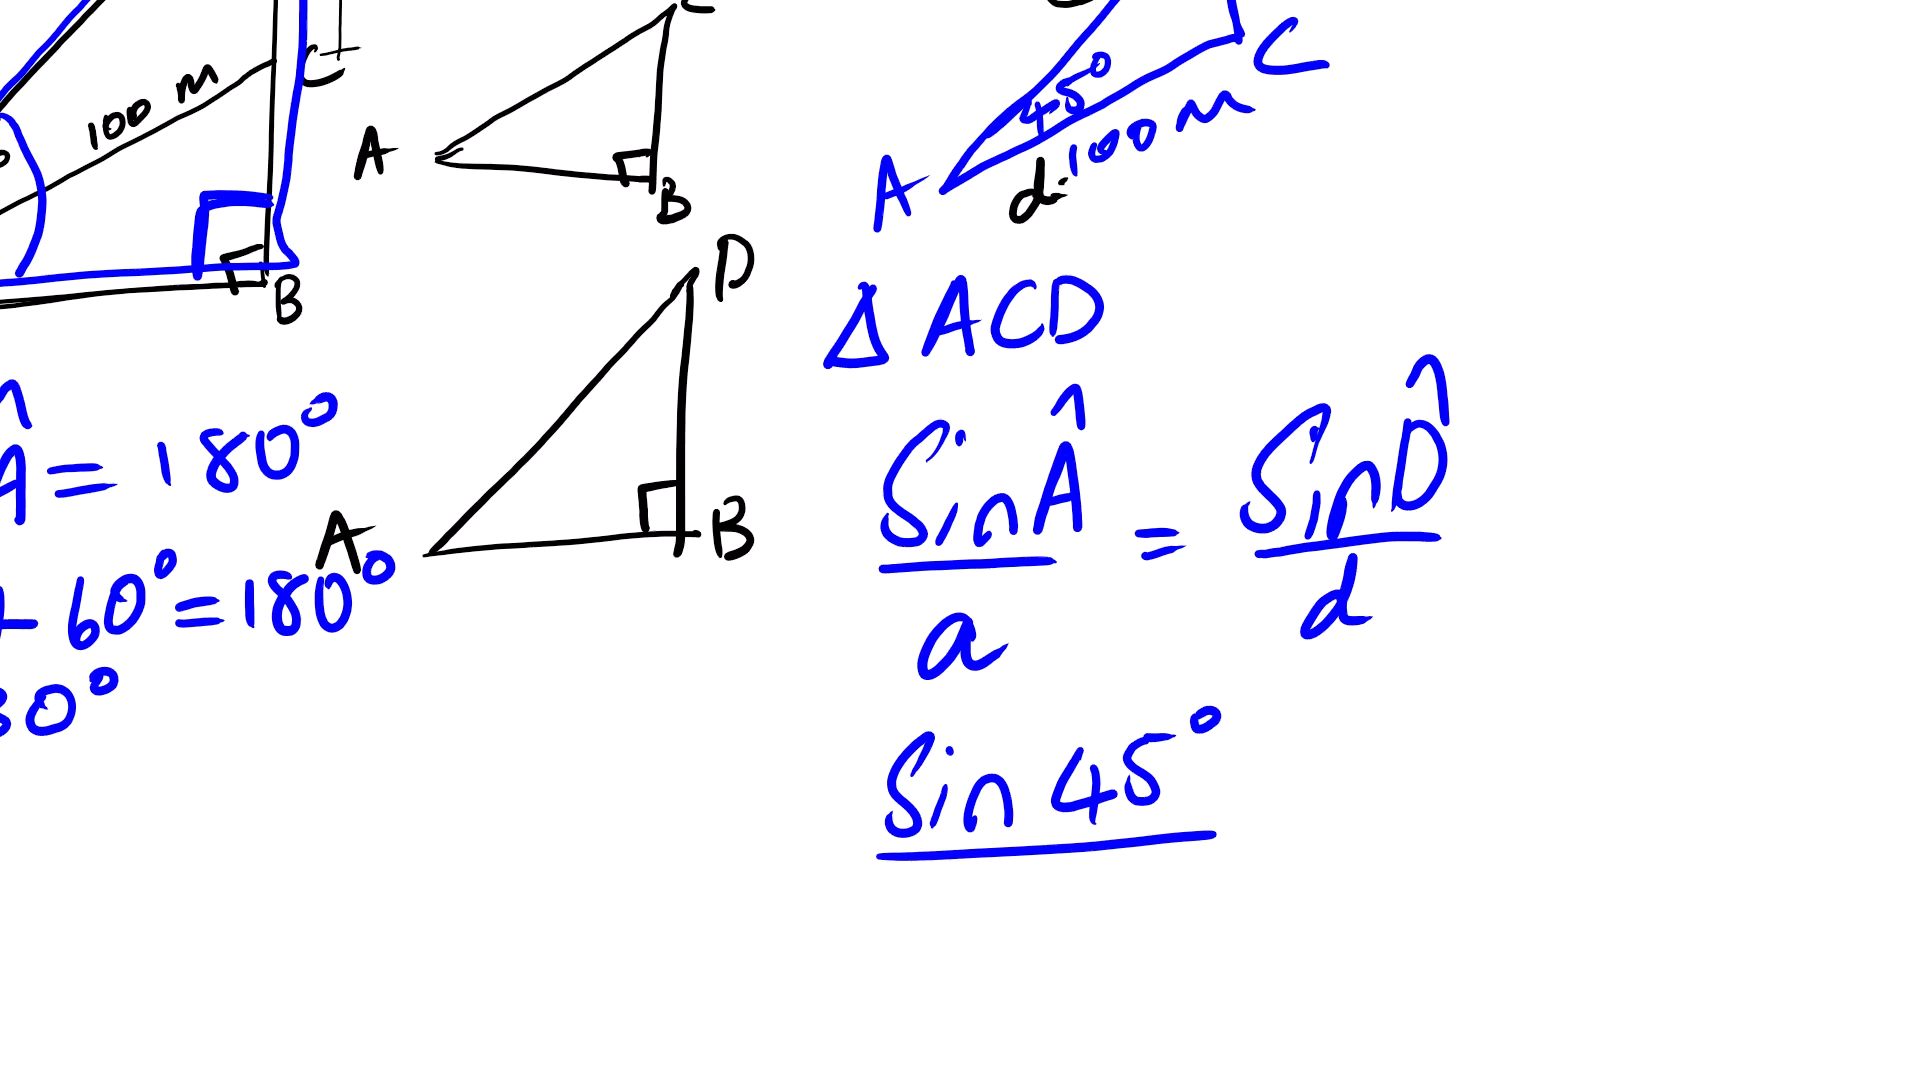 100 m
C
B
A
B
D
A
B
Â = 180°
+ 60° = 180°
30°
45°
C
A
d = 100 m
Δ ACD
Sin Â / a = Sin D̂ / d
Sin 45°